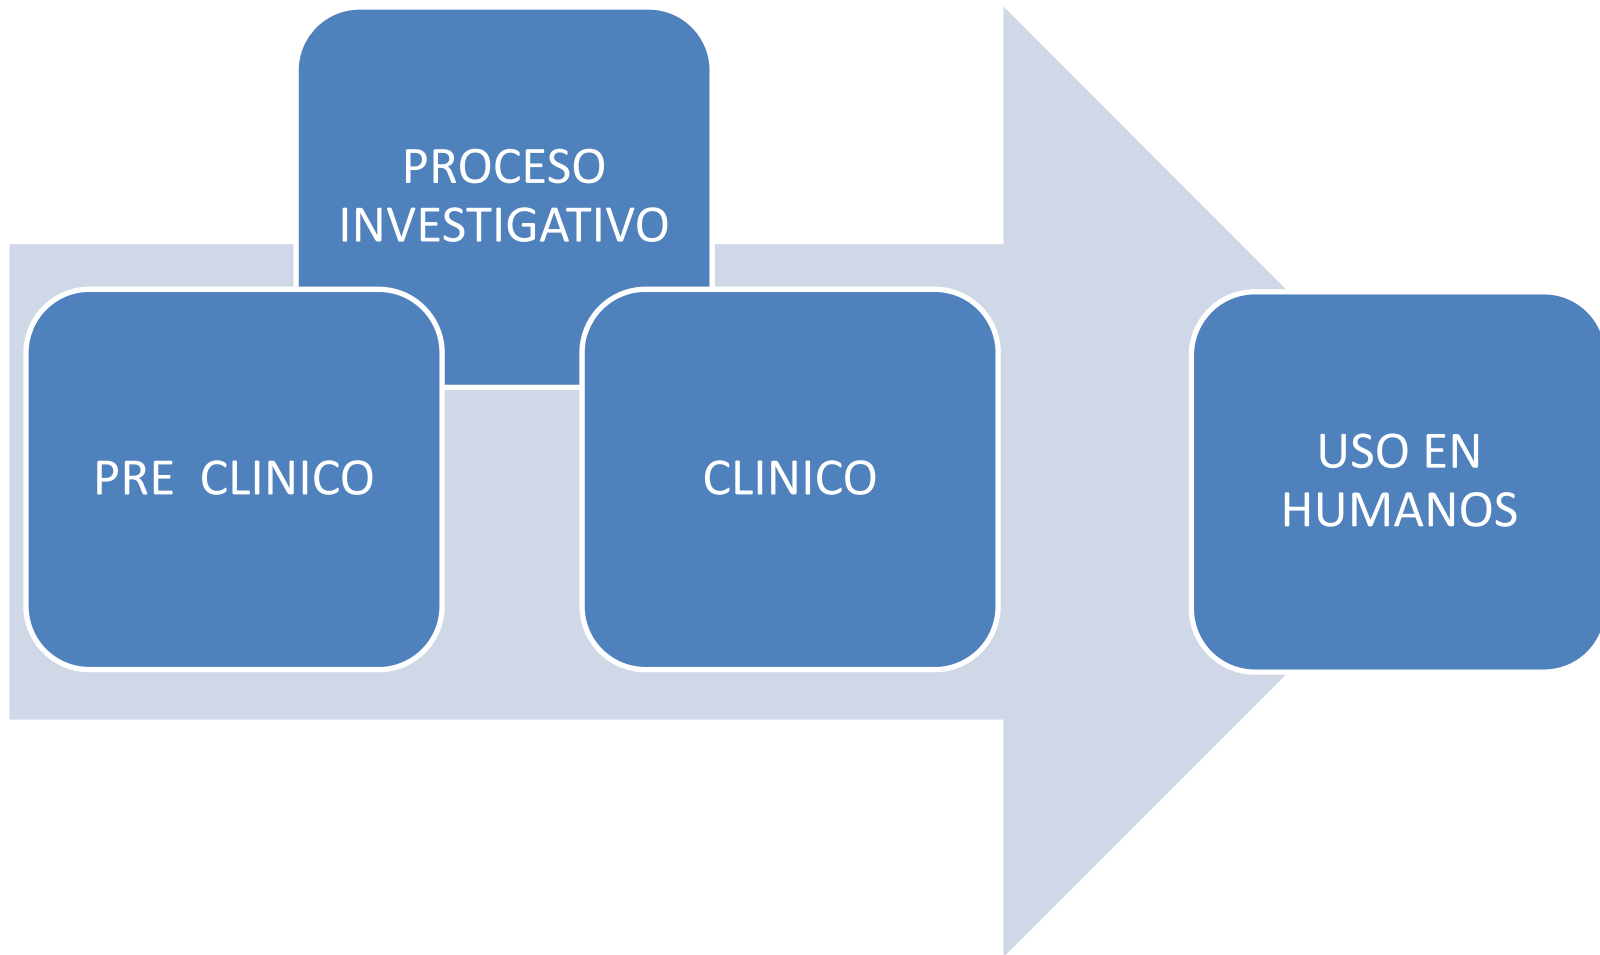 PROCESO
INVESTIGATIVO
PRE  CLINICO
CLINICO
USO EN
HUMANOS